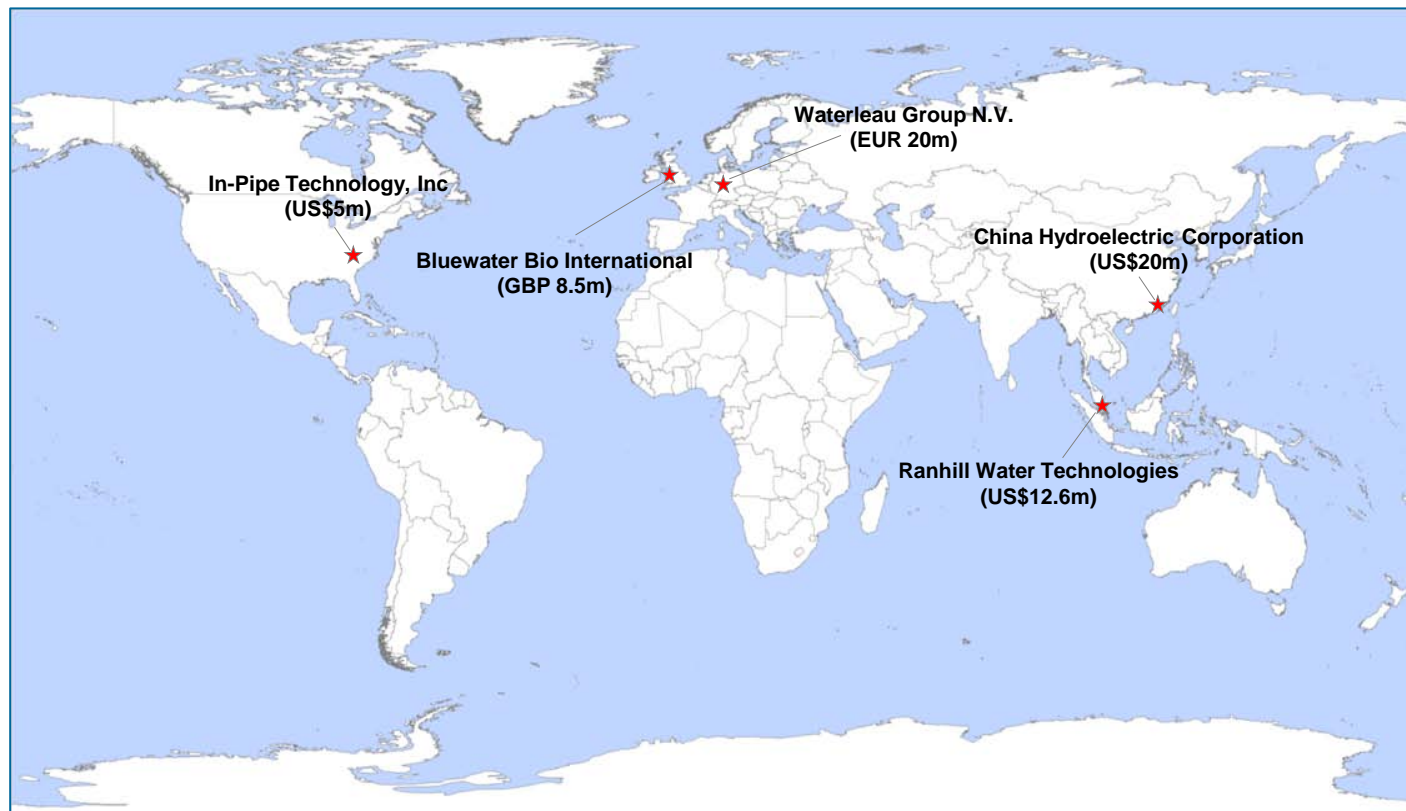 Waterleau Group N.V.
(EUR 20m)
In-Pipe Technology, Inc
(US$5m)
China Hydroelectric Corporation
(US$20m)
Bluewater Bio International
(GBP 8.5m)
Ranhill Water Technologies
(US$12.6m)